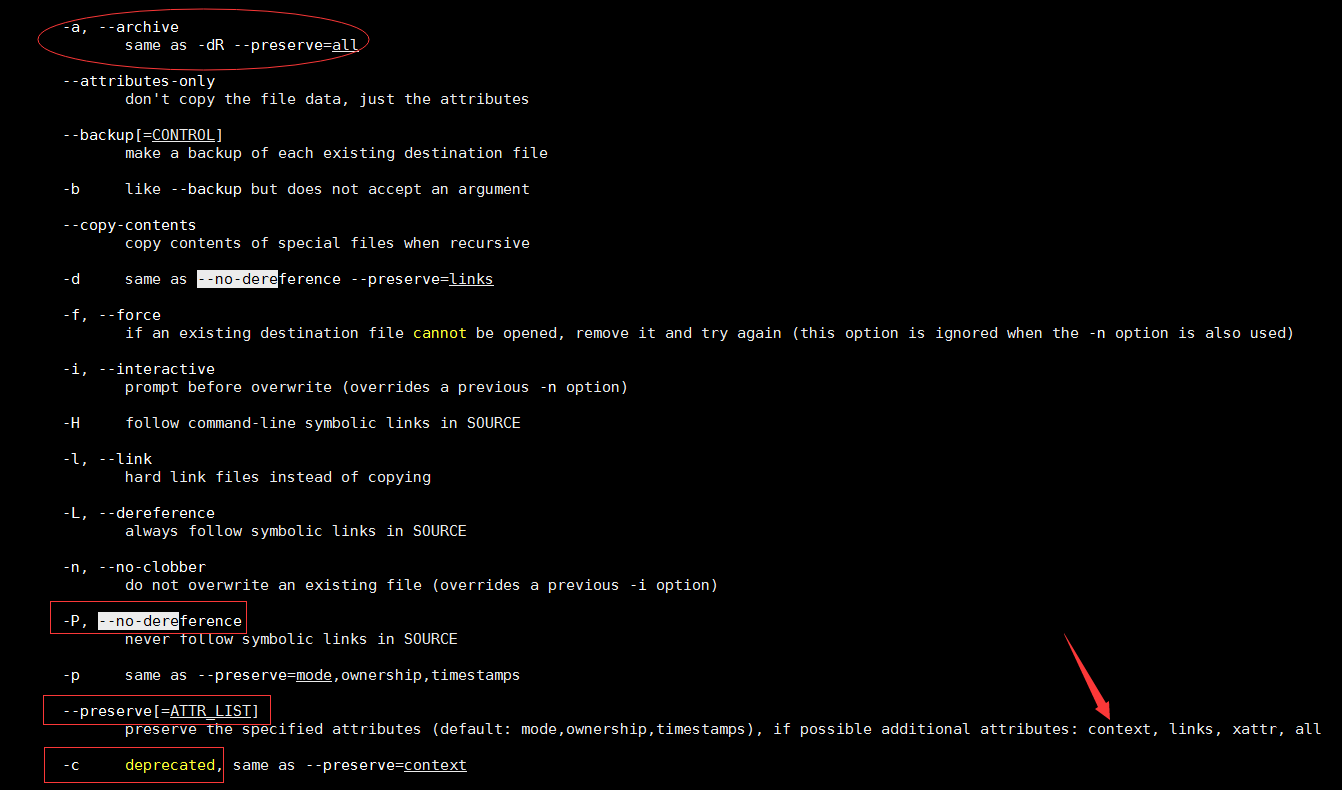 -a, --archive
same as -dR --preserve=all
--attributes-only
don't copy the file data, just the attributes
--backup[=CONTROL]
make a backup of each existing destination file
-b     like --backup but does not accept an argument
--copy-contents
copy contents of special files when recursive
-d     same as --no-dereference --preserve=links
-f, --force
if an existing destination file cannot be opened, remove it and try again (this option is ignored when the -n option is also used)
-i, --interactive
prompt before overwrite (overrides a previous -n option)
-H     follow command-line symbolic links in SOURCE
-l, --link
hard link files instead of copying
-L, --dereference
always follow symbolic links in SOURCE
-n, --no-clobber
do not overwrite an existing file (overrides a previous -i option)
-P, --no-dereference
never follow symbolic links in SOURCE
-p     same as --preserve=mode,ownership,timestamps
--preserve[=ATTR_LIST]
preserve the specified attributes (default: mode,ownership,timestamps), if possible additional attributes: context, links, xattr, all
-c     deprecated, same as --preserve=context